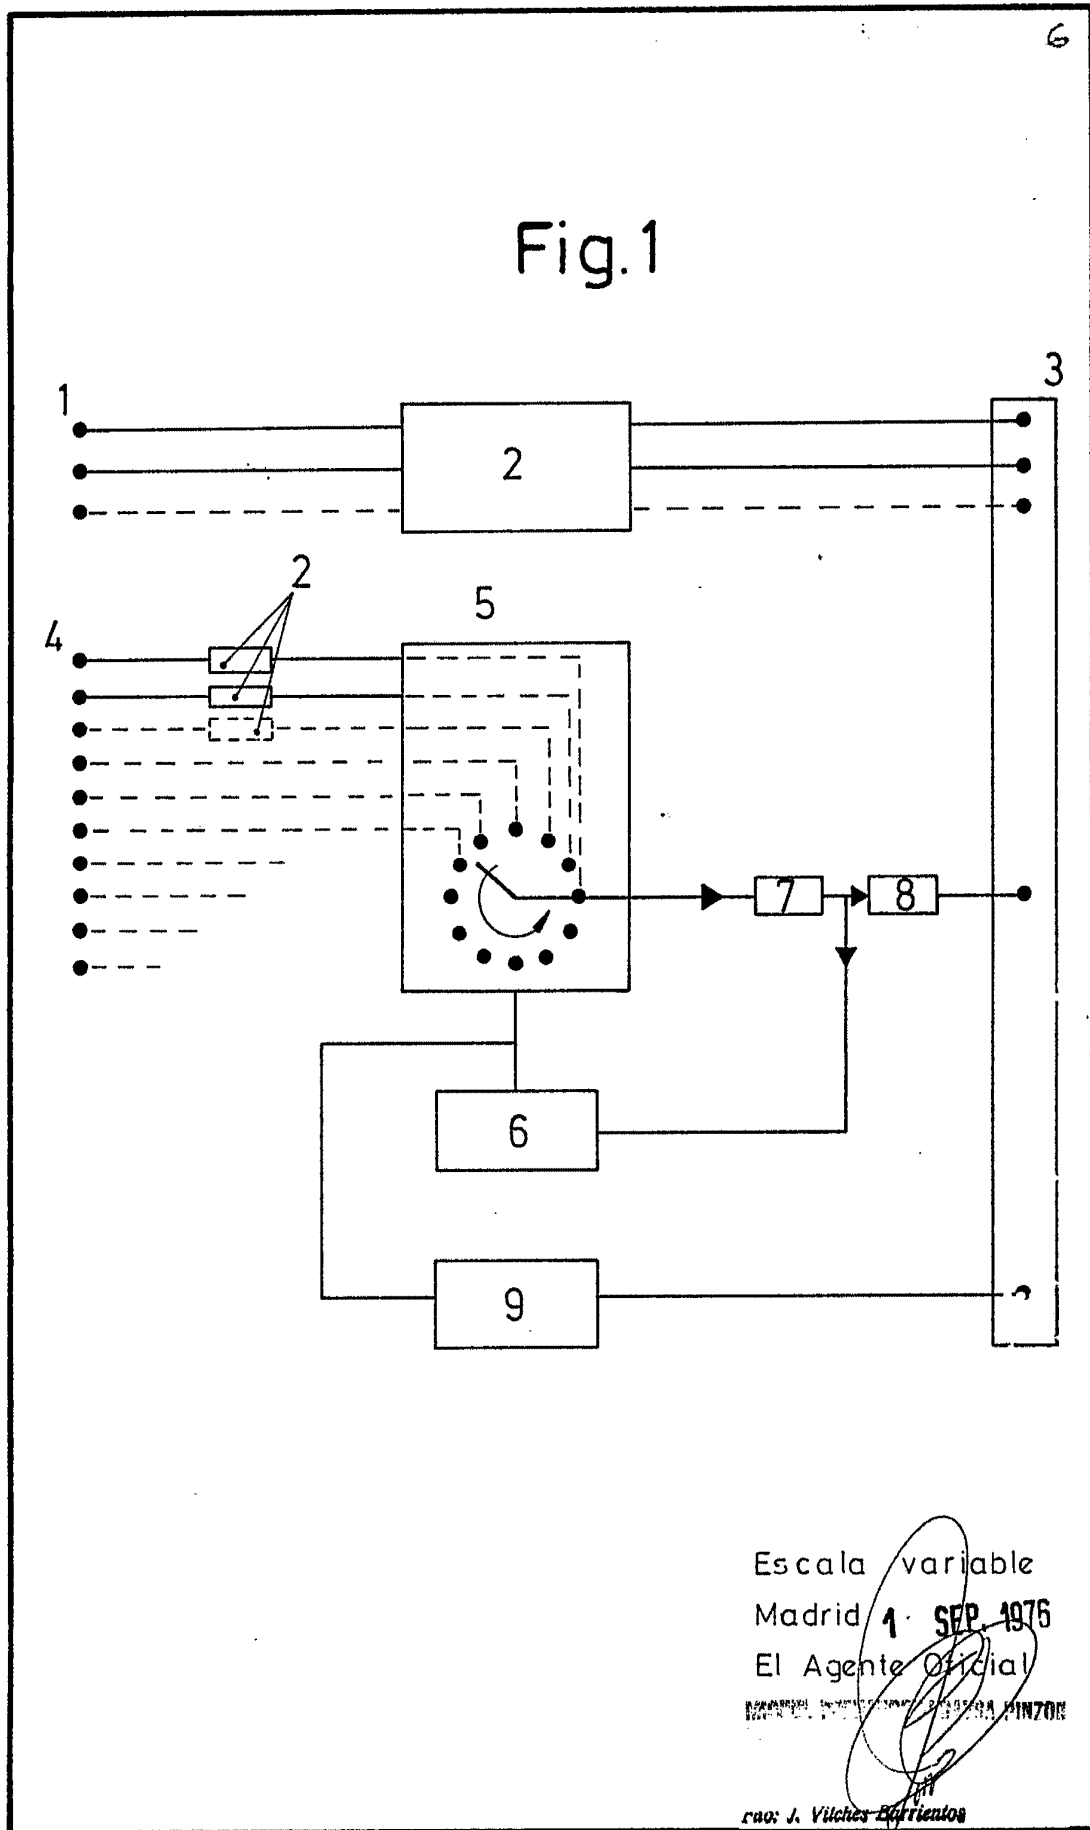 6
Fig.1
1
3
2
2
5
4
7
8
6
9
Escala variable
Madrid 1 SEP. 1976
El Agente Oficial
PINZON
J. Vilches Barrientos